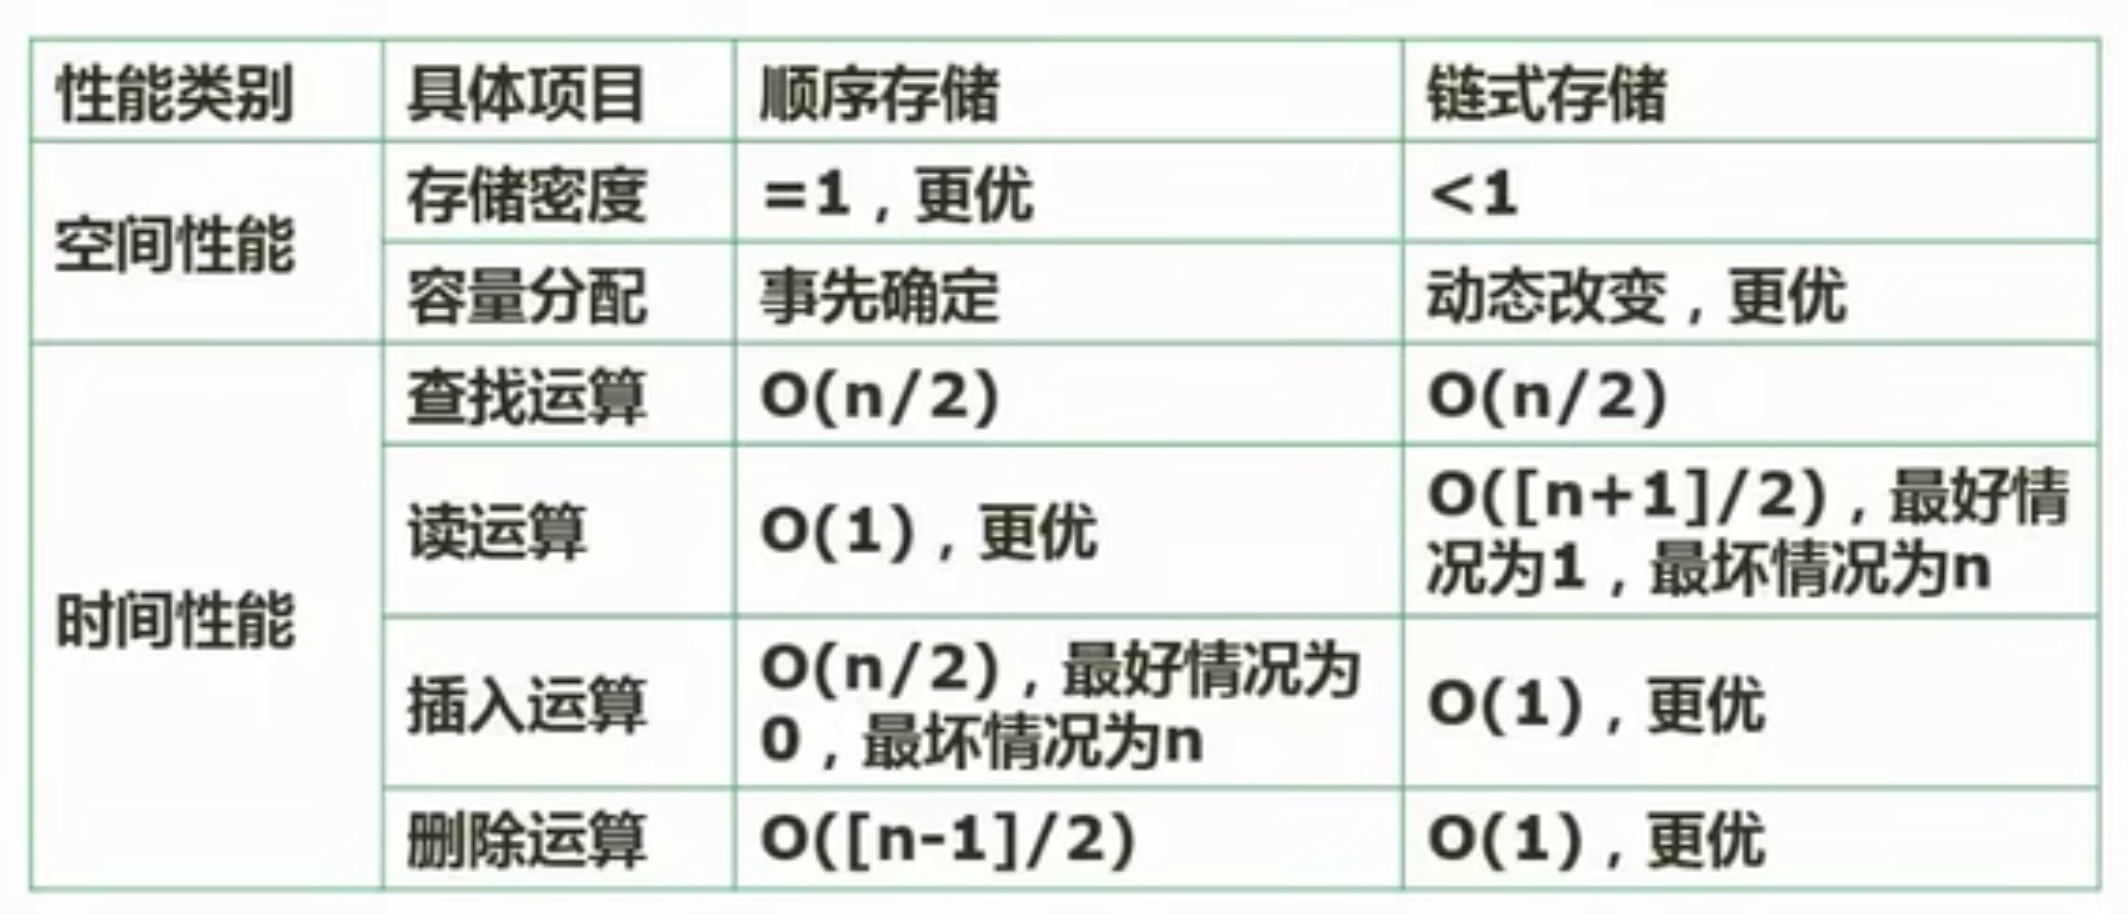 性能类别 具体项目 顺序存储 链式存储
空间性能
存储密度 =1，更优 <1
容量分配 事先确定 动态改变，更优
时间性能
查找运算 O(n/2) O(n/2)
读运算 O(1)，更优 O([n+1]/2)，最好情
况为1，最坏情况为n
插入运算 O(n/2)，最好情况为
0，最坏情况为n
O(1)，更优
删除运算 O([n-1]/2) O(1)，更优